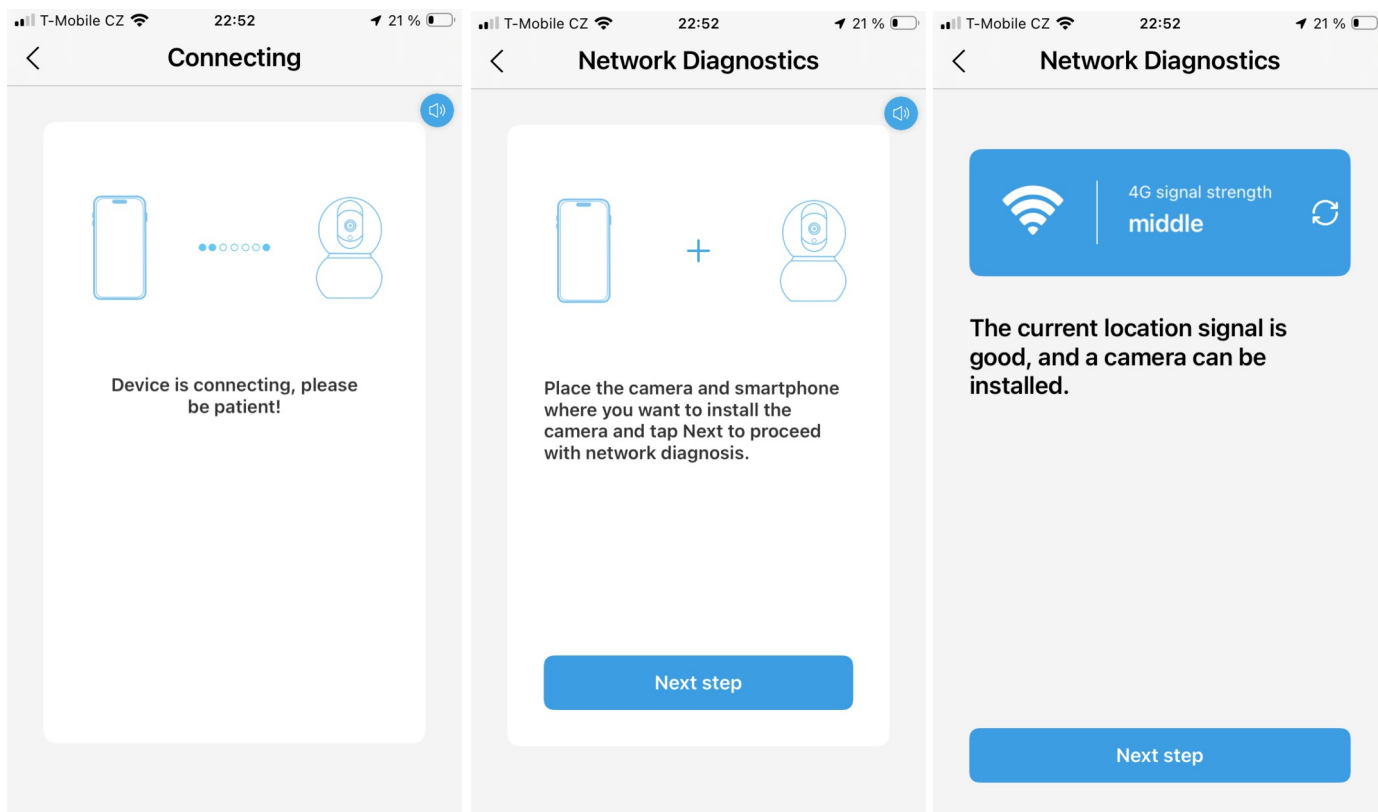 T-Mobile CZ 22:52 21 %
Connecting
Device is connecting, please
be patient!
T-Mobile CZ 22:52 21 %
Network Diagnostics
Place the camera and smartphone
where you want to install the
camera and tap Next to proceed
with network diagnosis.
Next step
T-Mobile CZ 22:52 21 %
Network Diagnostics
4G signal strength
middle
The current location signal is
good, and a camera can be
installed.
Next step